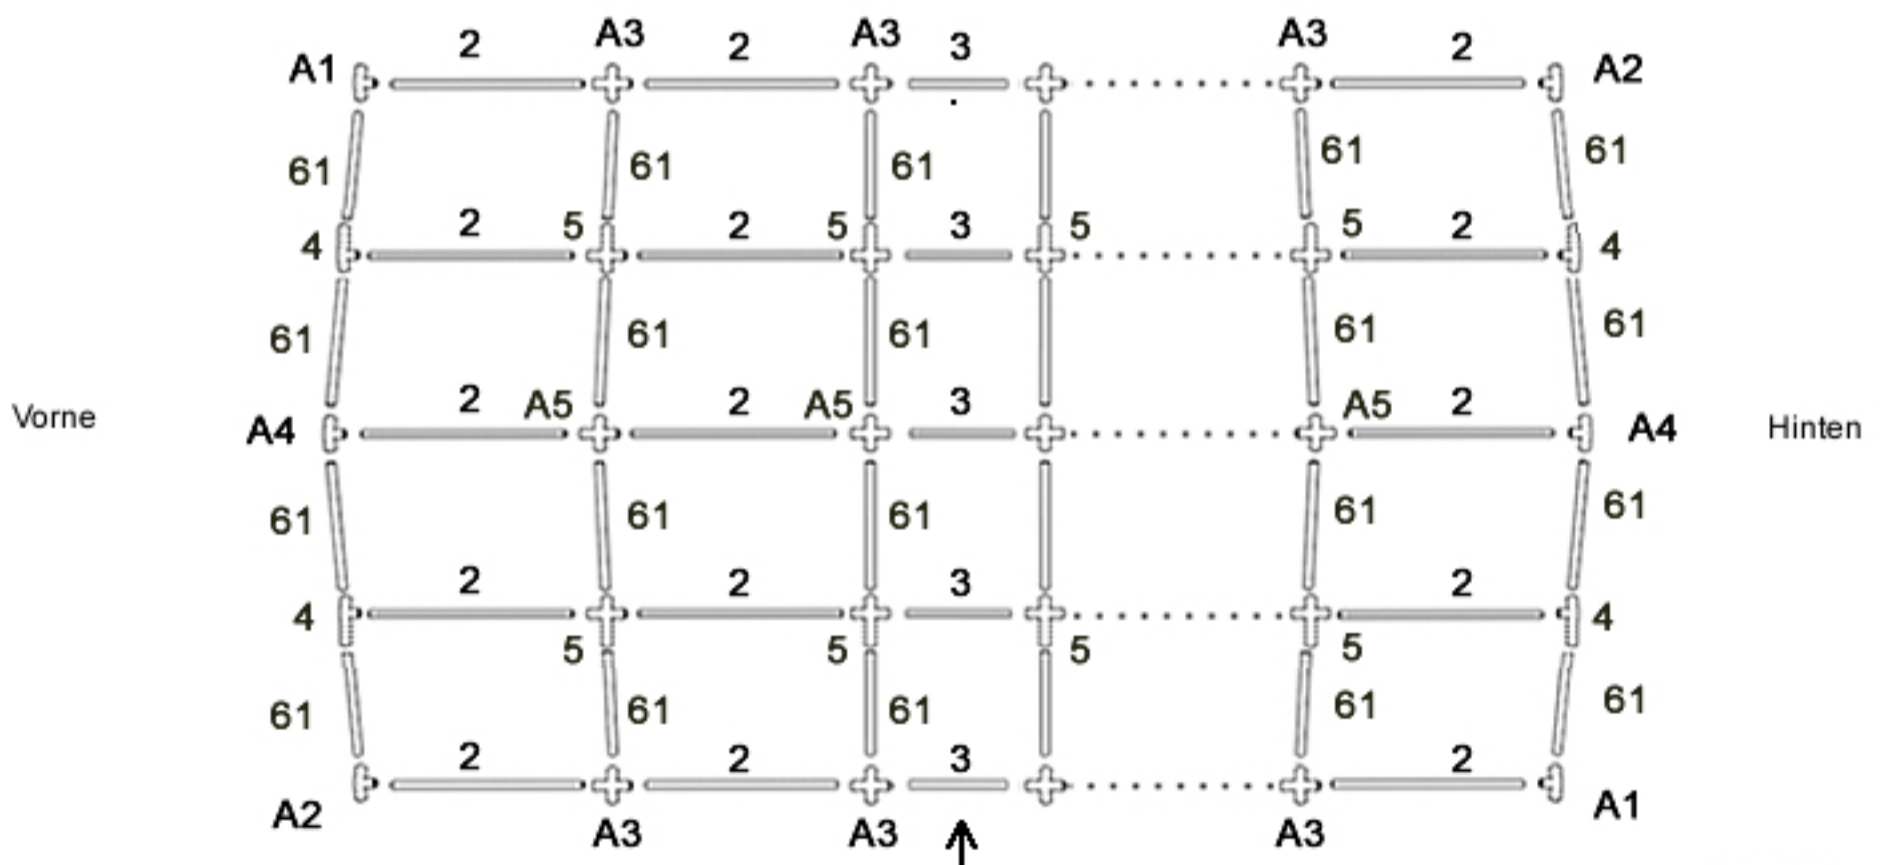 A1 2 A3 2 A3 3 A3 2 A2
61 61 61 61 61
4 2 5 2 5 3 5 5 2 4
61 61 61 61 61
Vorne A4 2 A5 2 A5 3 A5 2 A4 Hinten
61 61 61 61 61
4 2 2 3 2 4
5 5 5 5
61 61 61 61 61
2 2 3 2
A2 A3 A3 A3 A1